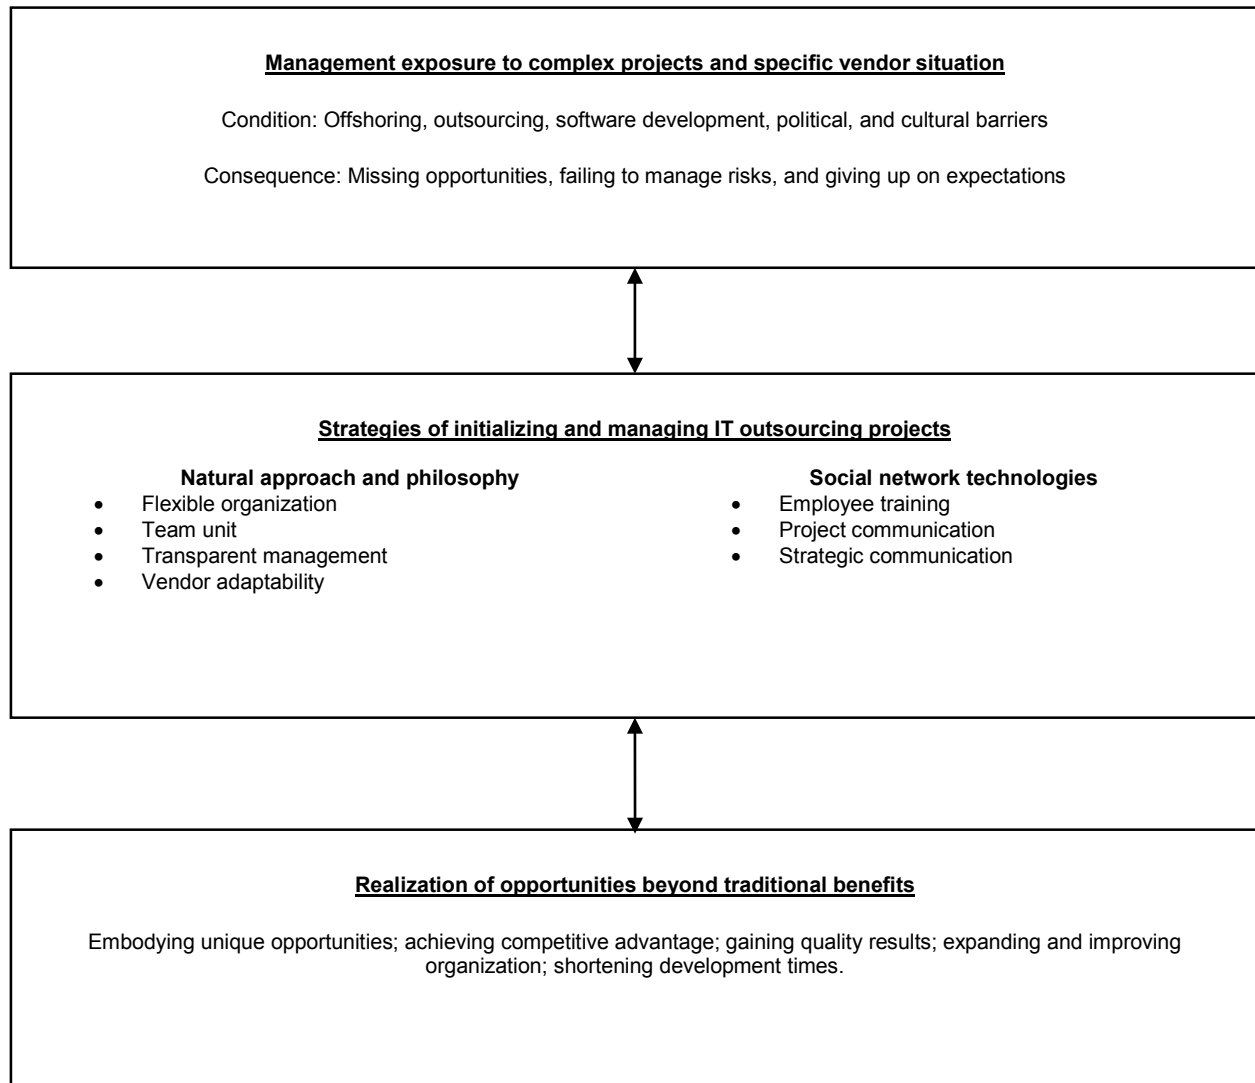 Management exposure to complex projects and specific vendor situation
Condition: Offshoring, outsourcing, software development, political, and cultural barriers
Consequence: Missing opportunities, failing to manage risks, and giving up on expectations
Strategies of initializing and managing IT outsourcing projects
Natural approach and philosophy
• Flexible organization
• Team unit
• Transparent management
• Vendor adaptability
Social network technologies
• Employee training
• Project communication
• Strategic communication
Realization of opportunities beyond traditional benefits
Embodying unique opportunities; achieving competitive advantage; gaining quality results; expanding and improving
organization; shortening development times.